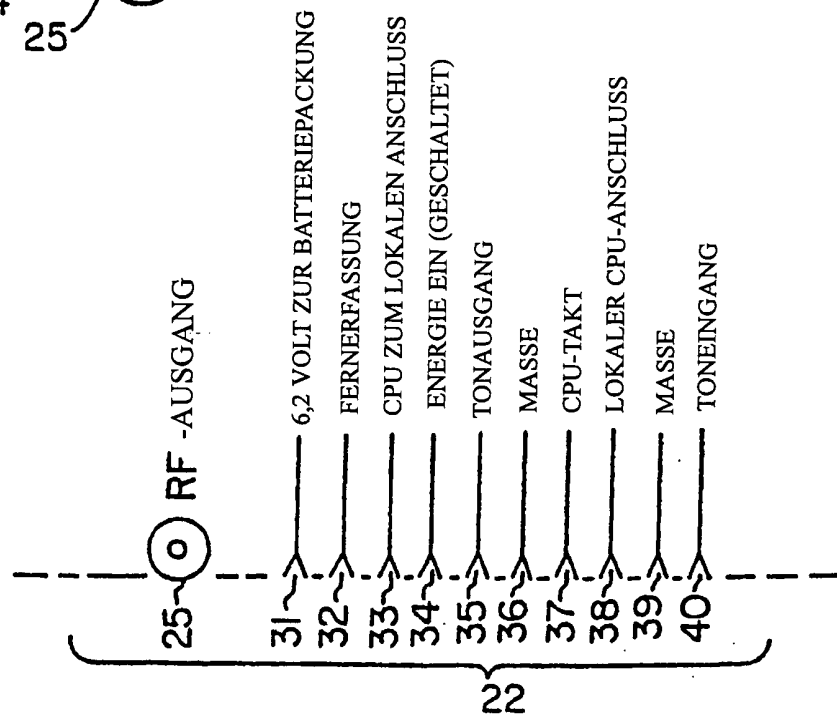 25
RF -AUSGANG
25
31 6,2 VOLT ZUR BATTERIEPACKUNG
32 FERNERFASSUNG
33 CPU ZUM LOKALEN ANSCHLUSS
34 ENERGIE EIN (GESCHALTET)
35 TONAUSGANG
36 MASSE
37 CPU-TAKT
38 LOKALER CPU-ANSCHLUSS
39 MASSE
40 TONEINGANG
22